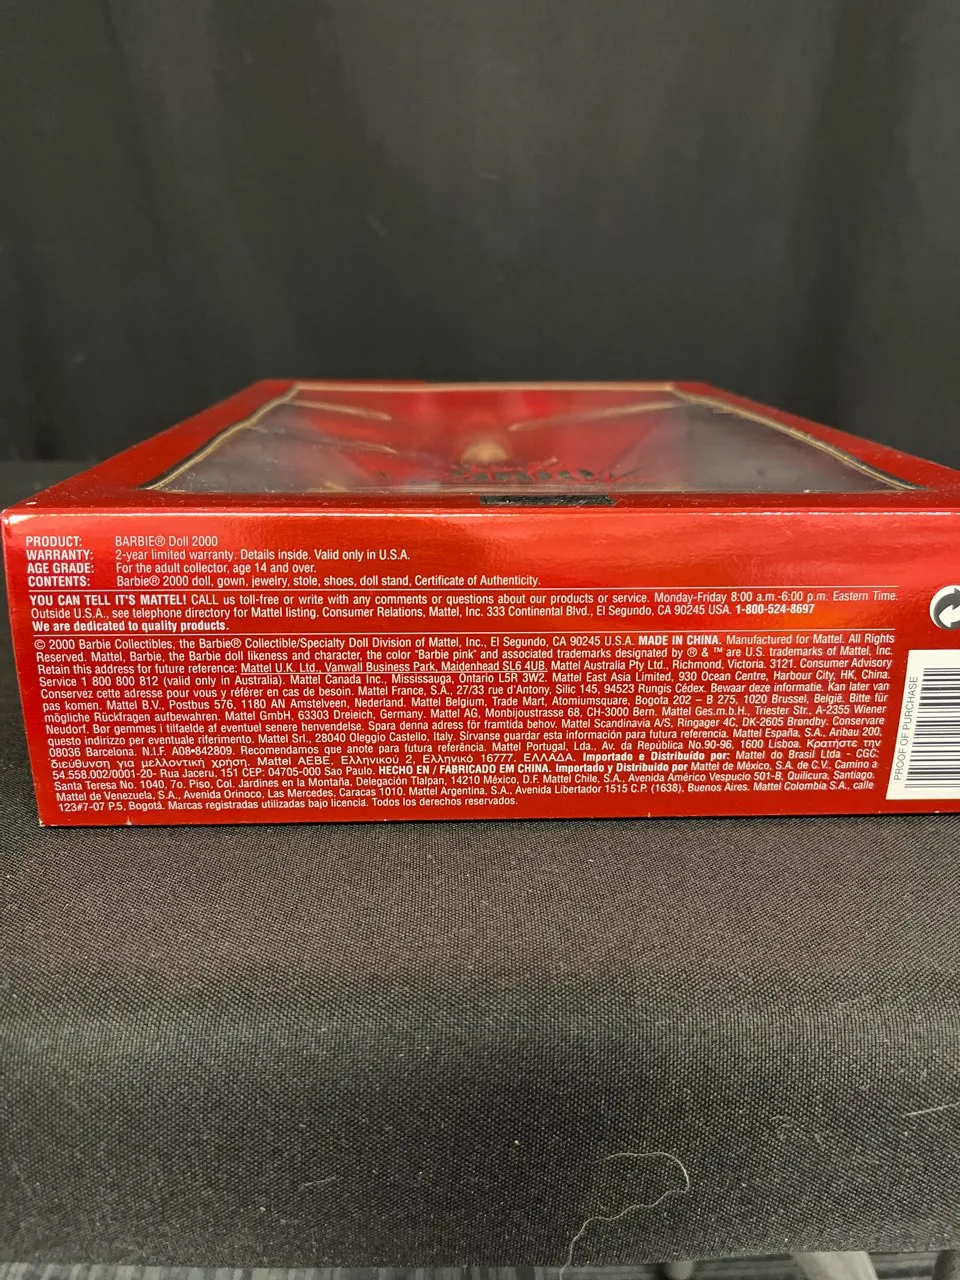 PRODUCT: BARBIE® Doll 2000
WARRANTY: 2-year limited warranty. Details inside. Valid only in U.S.A.
AGE GRADE: For the adult collector, age 14 and over.
CONTENTS: Barbie® 2000 doll, gown, jewelry, stole, shoes, doll stand, Certificate of Authenticity.
YOU CAN TELL IT'S MATTEL! CALL us toll-free or write with any comments or questions about our products or service. Monday-Friday 8:00 a.m.-6:00 p.m. Eastern Time.
Outside U.S.A., see telephone directory for Mattel listing. Consumer Relations, Mattel, Inc. 333 Continental Blvd., El Segundo, CA 90245 USA. 1-800-524-8697
We are dedicated to quality products.
© 2000 Barbie Collectibles, the Barbie® Collectible/Specialty Doll Division of Mattel, Inc., El Segundo, CA 90245 U.S.A. MADE IN CHINA. Manufactured for Mattel. All Rights
Reserved. Mattel, Barbie, the Barbie doll likeness and character, the color "Barbie pink" and associated trademarks designated by ® & ™ are U.S. trademarks of Mattel, Inc.
Retain this address for future reference: Mattel U.K. Ltd., Vanwall Business Park, Maidenhead SL6 4UB. Mattel Australia Pty Ltd., Richmond, Victoria. 3121. Consumer Advisory
Service 1 800 800 812 (valid only in Australia). Mattel Canada Inc., Mississauga, Ontario L5R 3W2. Mattel East Asia Limited, 930 Ocean Centre, Harbour City, HK, China.
Conservez cette adresse pour vous y référer en cas de besoin. Mattel France, S.A., 27/33 rue d'Antony, Silic 145, 94523 Rungis Cédex. Bewaar deze informatie. Kan later van
pas komen. Mattel B.V., Postbus 576, 1180 AN Amstelveen, Nederland. Mattel Belgium, Trade Mart, Atomiumsquare, Bogota 202 – B 275, 1020 Brussel, België. Bitte für
mögliche Rückfragen aufbewahren. Mattel GmbH, 63303 Dreieich, Germany. Mattel AG, Monbijoustrasse 68, CH-3000 Bern. Mattel Ges.m.b.H., Triester Str., A-2355 Wiener
Neudorf. Bør gemmes i tilfælde af eventuel senere henvendelse. Spara denna adress för framtida behov. Mattel Scandinavia A/S, Ringager 4C, DK-2605 Brøndby. Conservare
questo indirizzo per eventuale riferimento. Mattel Srl., 28040 Oleggio Castello, Italy. Sírvanse guardar esta información para futura referencia. Mattel España, S.A., Aribau 200,
08036 Barcelona. N.I.F. A08-842809. Recomendamos que anote para futura referência. Mattel Portugal, Lda., Av. da República No.90-96, 1600 Lisboa. Κρατήστε την
διεύθυνση για μελλοντική χρήση. Mattel AEBE, Ελληνικού 2, Ελληνικό 16777. ΕΛΛΑΔΑ. Importado e Distribuído por: Mattel do Brasil Ltda - CGC:
54.558.002/0001-20- Rua Jaceru, 151 CEP: 04705-000 Sao Paulo. HECHO EN / FABRICADO EM CHINA. Importado y Distribuido por Mattel de México, S.A. de C.V. Camino a
Santa Teresa No. 1040, 7o. Piso, Col. Jardines en la Montaña, Delegación Tlalpan, 14210 México, D.F. Mattel Chile, S.A., Avenida Américo Vespucio 501-B, Quilicura, Santiago.
Mattel de Venezuela, S.A., Avenida Orinoco, Las Mercedes, Caracas 1010. Mattel Argentina, S.A., Avenida Libertador 1515 C.P. (1638), Buenos Aires. Mattel Colombia S.A., calle
123#7-07 P.5, Bogotá. Marcas registradas utilizadas bajo licencia. Todos los derechos reservados.
PROOF OF PURCHASE